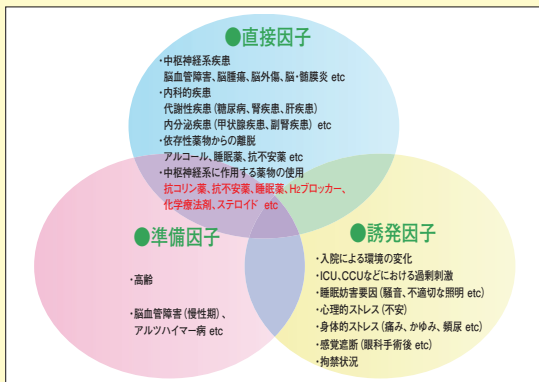 ●直接因子
・中枢神経系疾患
脳血管障害、脳腫瘍、脳外傷、脳・髄膜炎 etc
・内科的疾患
代謝性疾患（糖尿病、腎疾患、肝疾患）
内分泌疾患（甲状腺疾患、副腎疾患） etc
・依存性薬物からの離脱
アルコール、睡眠薬、抗不安薬 etc
・中枢神経系に作用する薬物の使用
抗コリン薬、抗不安薬、睡眠薬、H2ブロッカー、
化学療法剤、ステロイド etc
●準備因子
・高齢
・脳血管障害（慢性期）、
アルツハイマー病 etc
●誘発因子
・入院による環境の変化
・ICU、CCUなどにおける過剰刺激
・睡眠妨害要因（騒音、不適切な照明 etc）
・心理的ストレス（不安）
・身体的ストレス（痛み、かゆみ、頻尿 etc）
・感覚遮断（眼科手術後 etc）
・拘禁状況